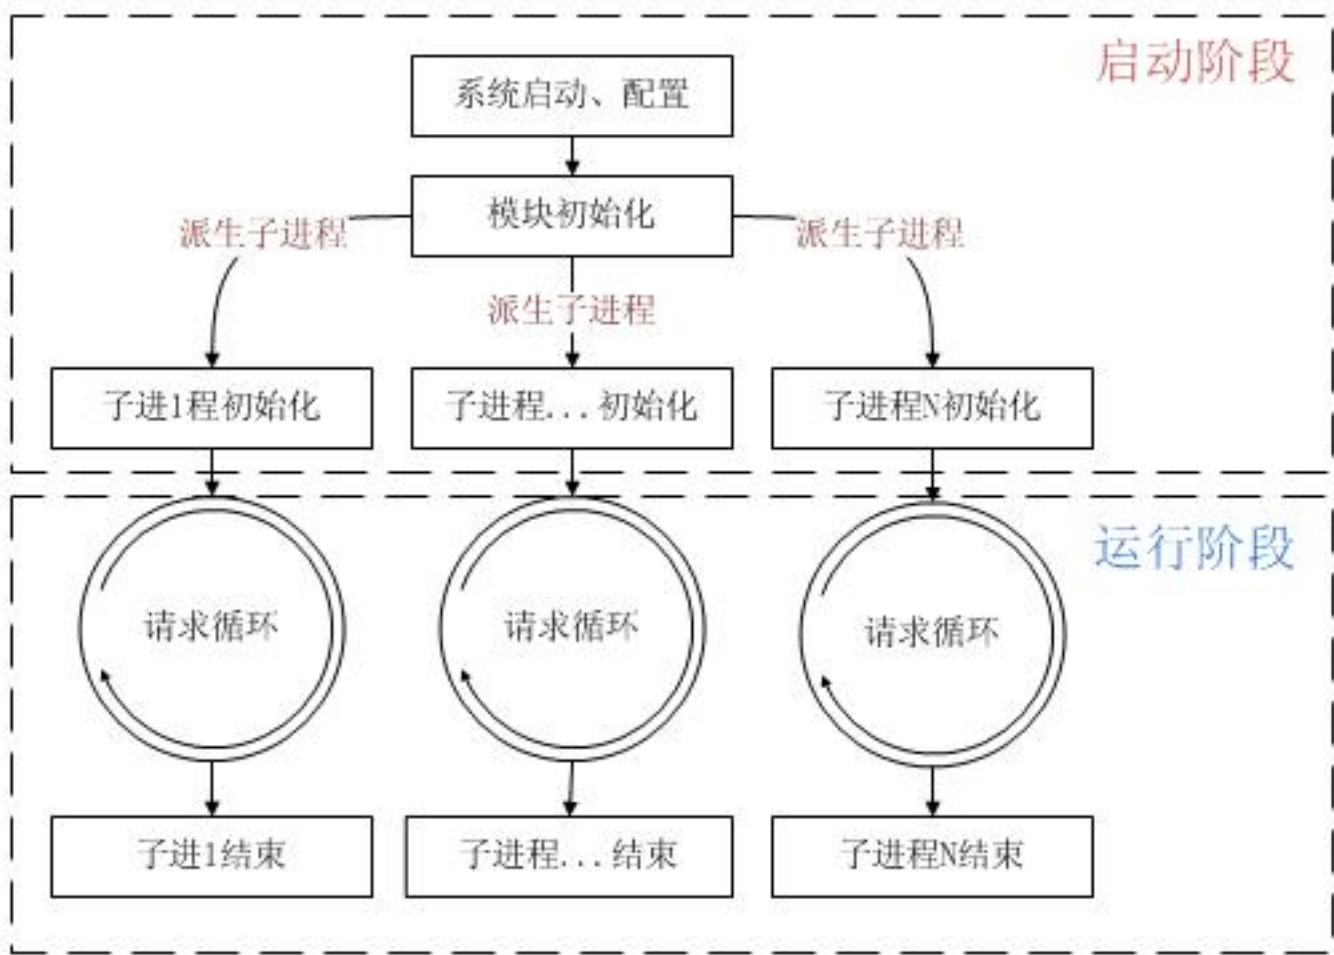 启动阶段
系统启动、配置
模块初始化
派生子进程
派生子进程
派生子进程
子进1程初始化
子进程...初始化
子进程N初始化
运行阶段
请求循环
请求循环
请求循环
子进1结束
子进程...结束
子进程N结束